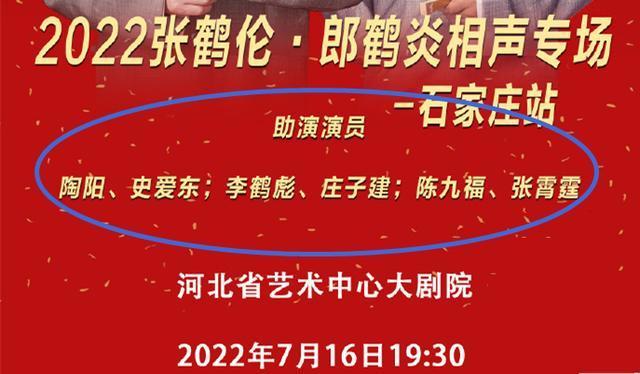 2022张鹤伦·郎鹤炎相声专场
-石家庄站
助演演员
陶阳、史爱东；李鹤彪、庄子建；陈九福、张霄霆
河北省艺术中心大剧院
2022年7月16日19:30